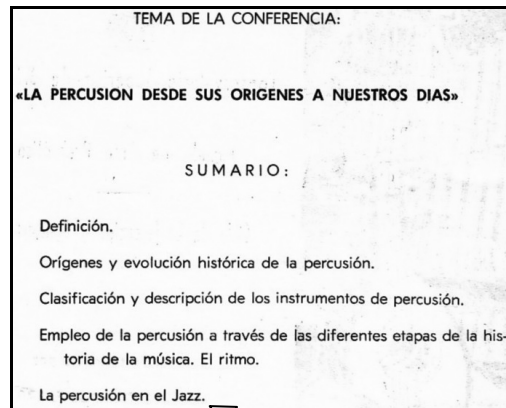 TEMA DE LA CONFERENCIA:
«LA PERCUSION DESDE SUS ORIGENES A NUESTROS DIAS»
SUMARIO:
Definición.
Orígenes y evolución histórica de la percusión.
Clasificación y descripción de los instrumentos de percusión.
Empleo de la percusión a través de las diferentes etapas de la his-
toria de la música. El ritmo.
La percusión en el Jazz.